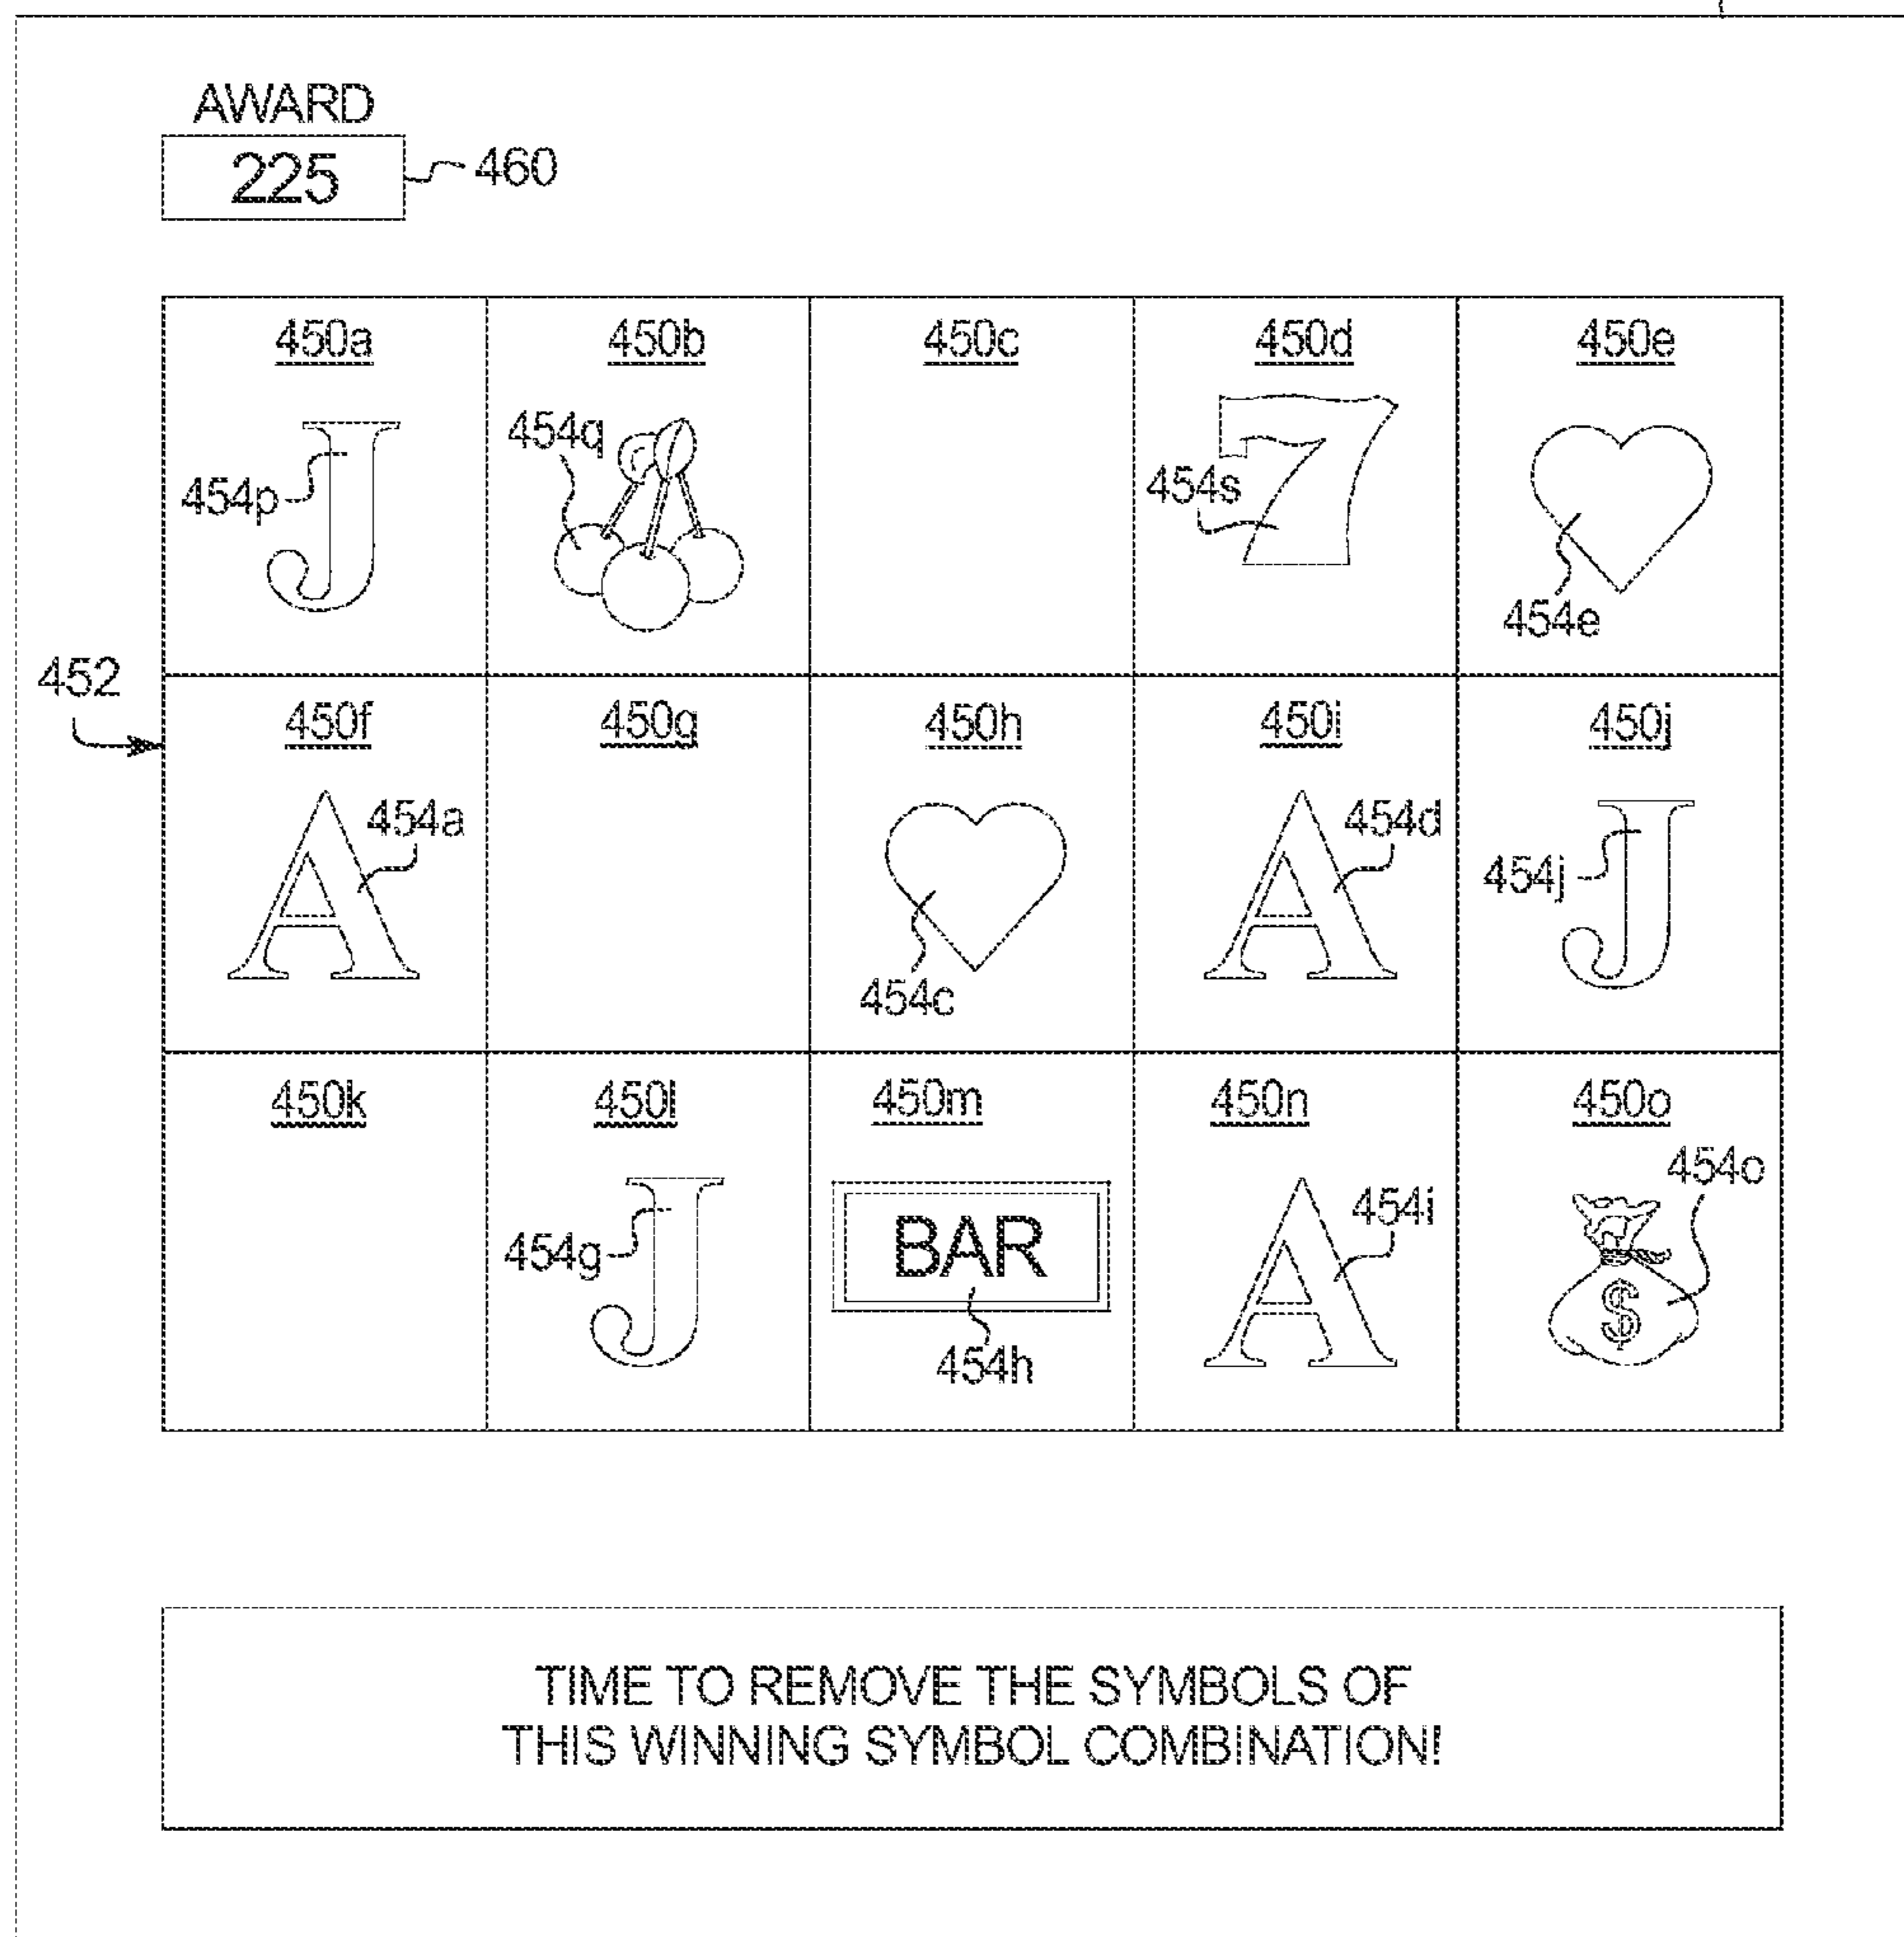 AWARD
225 460
450a 450b 450c 450d 450e
454p J 454q 454s 7 454e
452
450f 450g 450h 450i 450j
A 454a 454c A 454d 454j J
450k 450l 450m 450n 450o
454g J BAR 454h A 454i $ 454o
TIME TO REMOVE THE SYMBOLS OF
THIS WINNING SYMBOL COMBINATION!